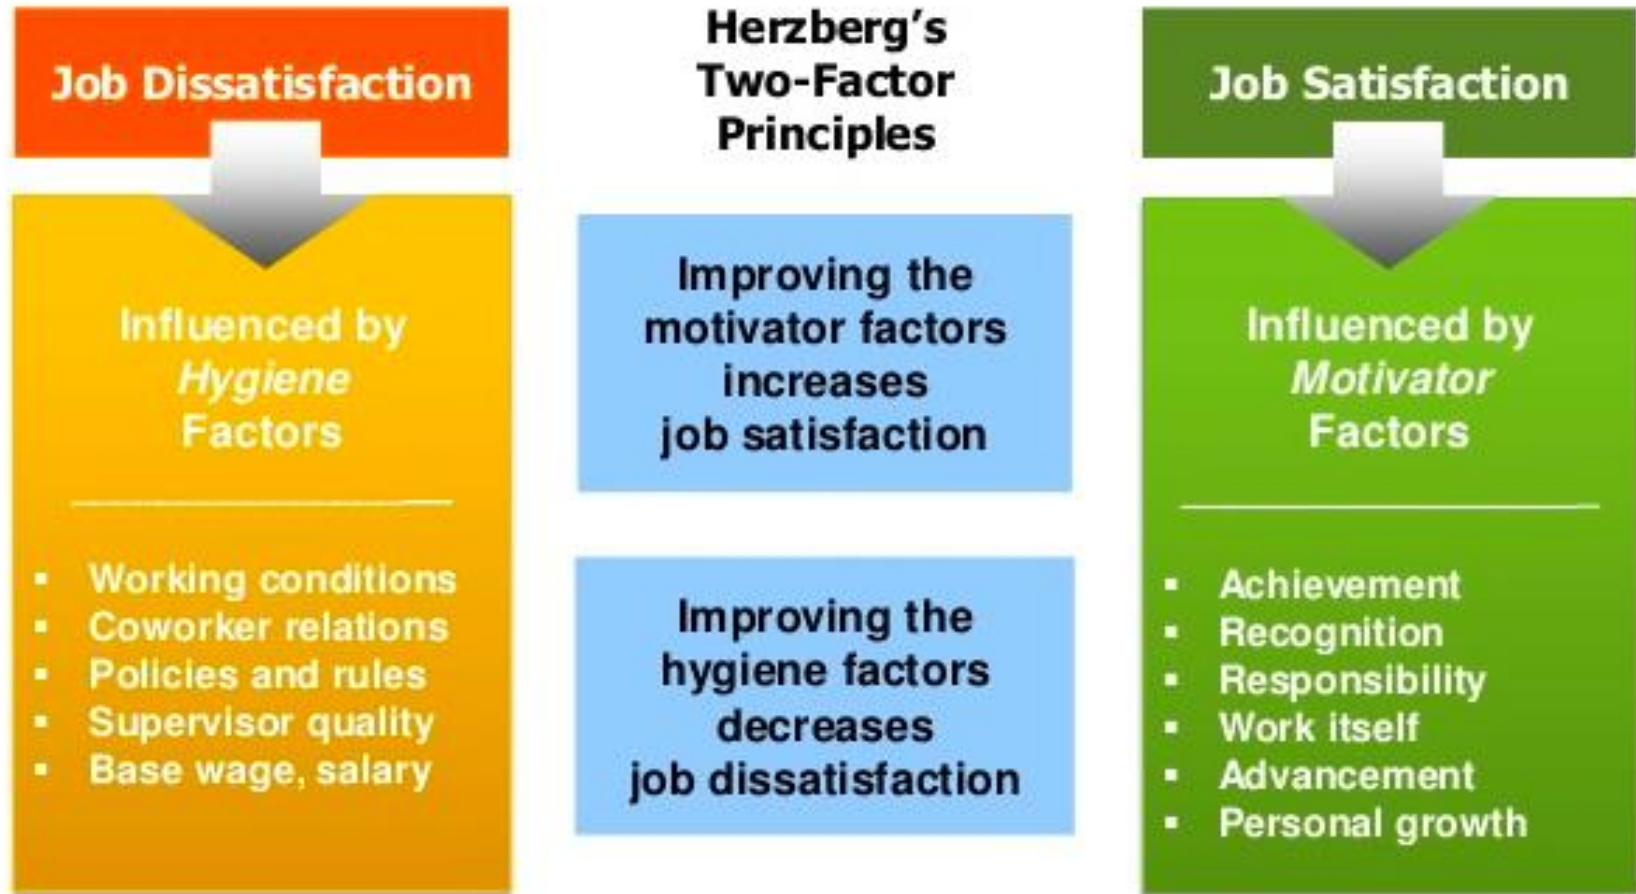 Job Dissatisfaction
Influenced by
Hygiene
Factors
▪ Working conditions
▪ Coworker relations
▪ Policies and rules
▪ Supervisor quality
▪ Base wage, salary
Herzberg's
Two-Factor
Principles
Improving the
motivator factors
increases
job satisfaction
Improving the
hygiene factors
decreases
job dissatisfaction
Job Satisfaction
Influenced by
Motivator
Factors
▪ Achievement
▪ Recognition
▪ Responsibility
▪ Work itself
▪ Advancement
▪ Personal growth